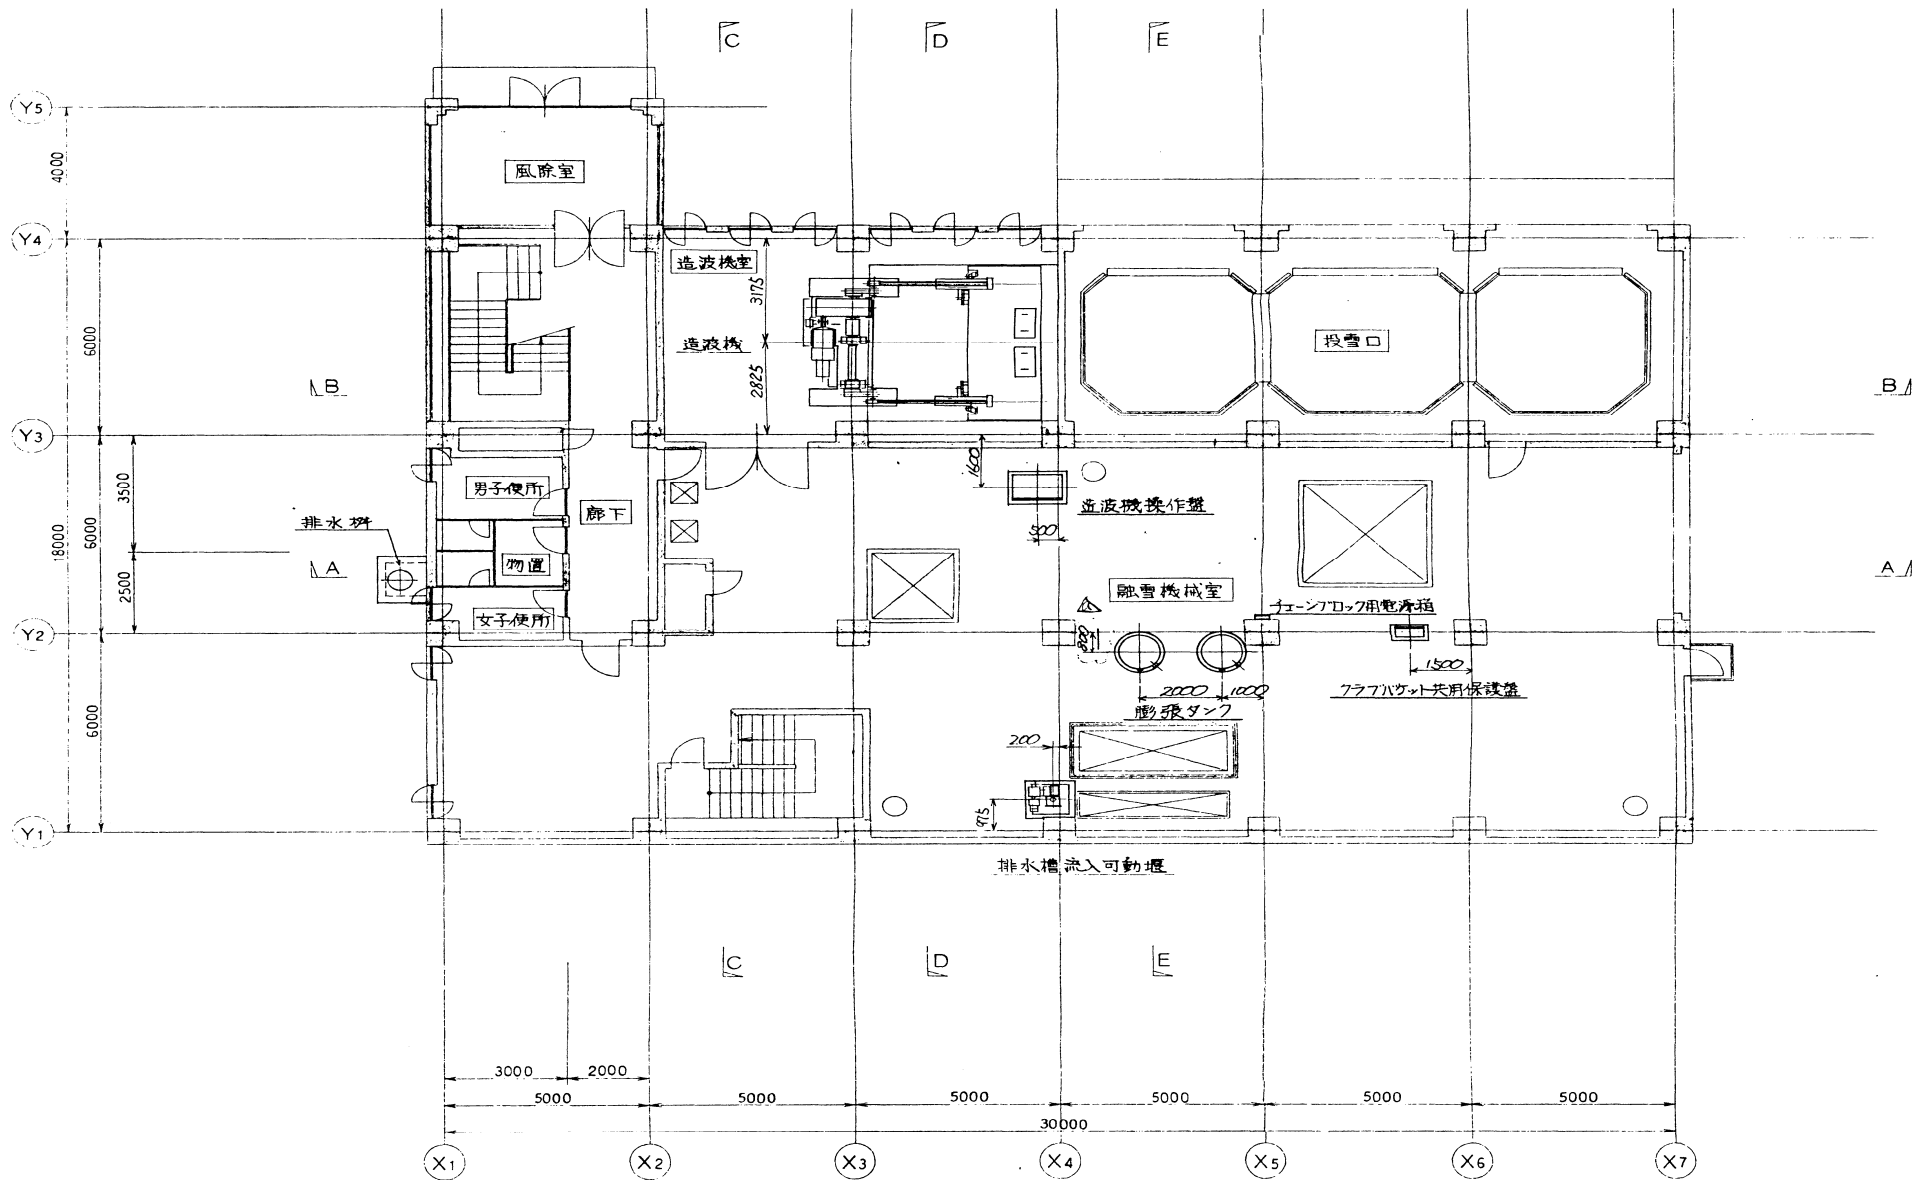 C
D
E
Y5
4000
風除室
Y4
造波機室
3175
6000
造波機
投雪口
2825
B
B
Y3
1600
3500
男子便所
造波機操作盤
廊下
排水桝
500
18000
6000
A
物置
A
2500
融雪機械室
チェーンブロック用電源箱
女子便所
Y2
800
1500
2000
1000
クラブバケット共用保護盤
膨張タンク
6000
200
975
Y1
排水槽流入可動堰
C
D
E
3000
2000
5000
5000
5000
5000
5000
5000
30000
X1
X2
X3
X4
X5
X6
X7